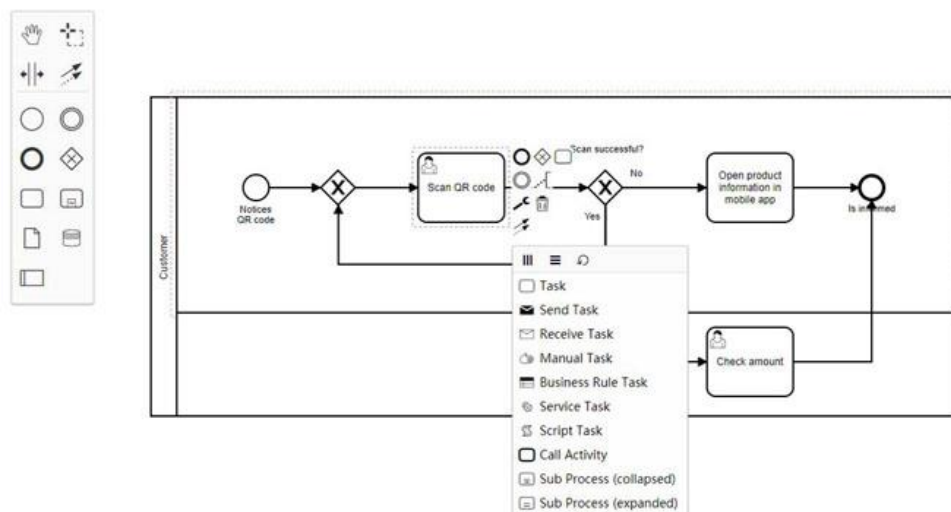 Scan successful?
No
Scan QR code
Open product
information in
mobile app
Notices
QR code
Yes
Is informed
Customer
Task
Send Task
Receive Task
Manual Task
Check amount
Business Rule Task
Service Task
Script Task
Call Activity
Sub Process (collapsed)
Sub Process (expanded)